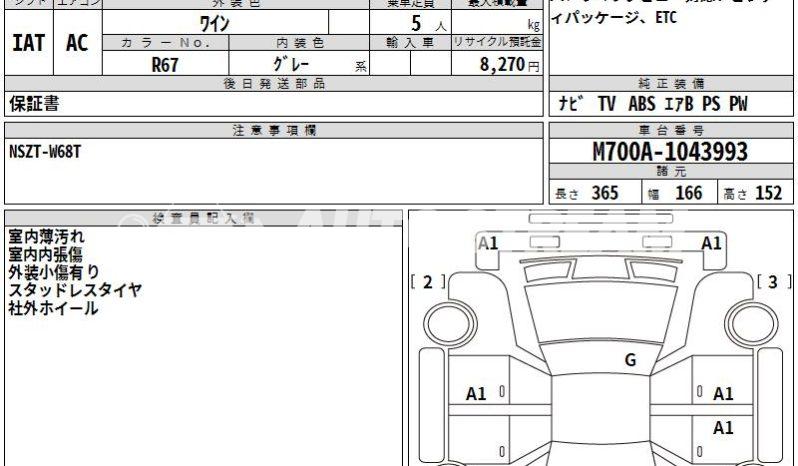 シフト エアコン 外装色 乗車定員 最大積載量
ワイン 5 人 kg
ィパッケージ、ETC
IAT AC
カラーNo. 内装色 輸入車 リサイクル預託金
R67 グレー 系 8,270円
後日発送部品 純正装備
保証書 ナビ TV ABS エアB PS PW
注意事項欄 車台番号
NSZT-W68T
M700A-1043993
諸元
長さ 365 幅 166 高さ 152
検査員記入欄
室内薄汚れ
室内内張傷
外装小傷有り
スタッドレスタイヤ
社外ホイール
A1 A1
[ 2 ] [ 3 ]
G
A1 A1
A1